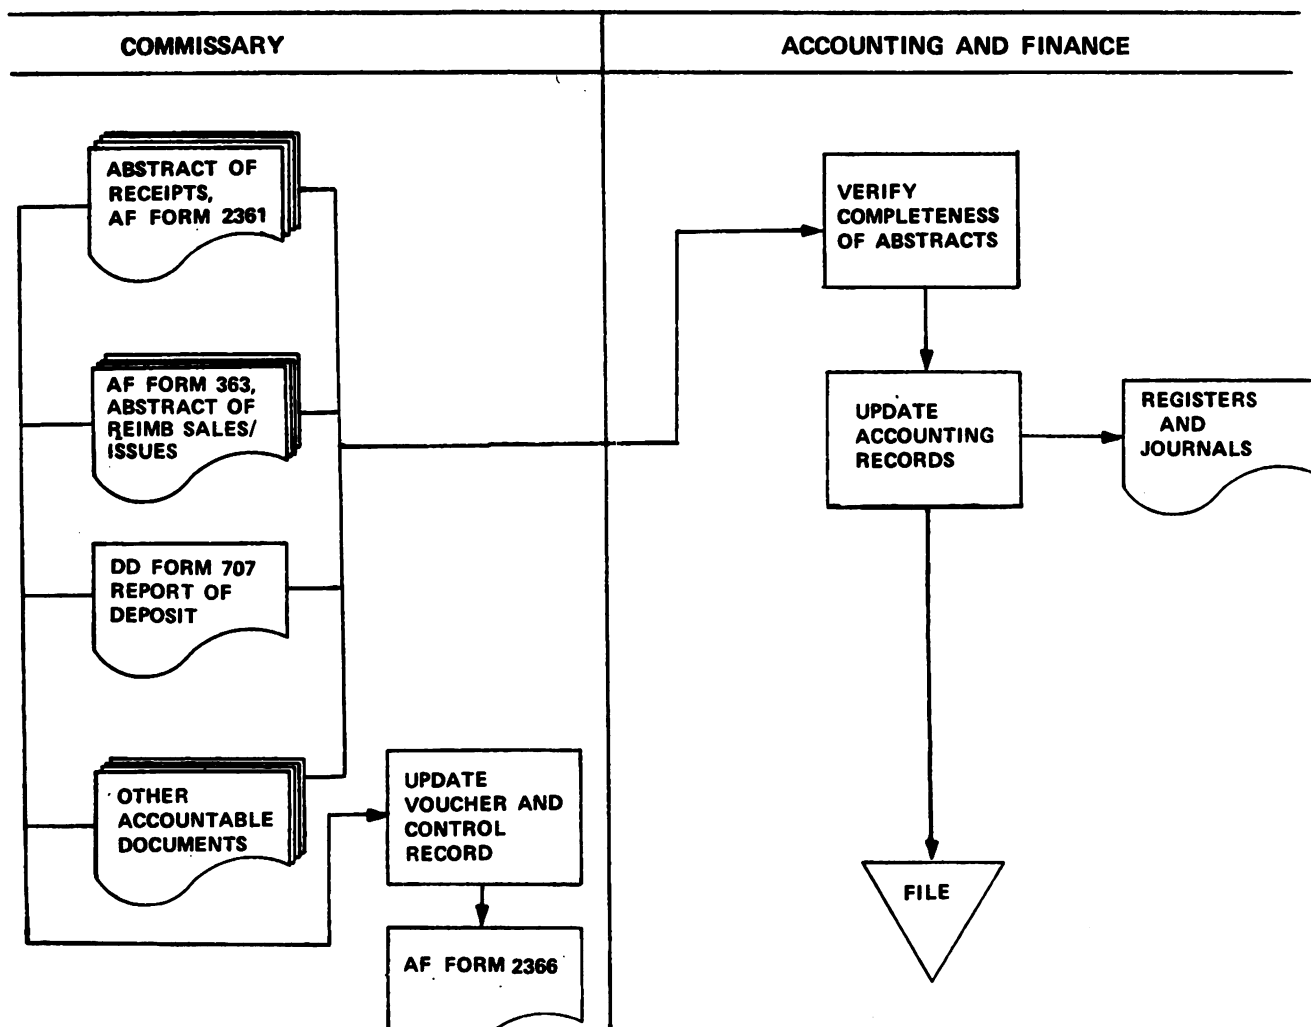 COMMISSARY
ACCOUNTING AND FINANCE
ABSTRACT OF
RECEIPTS,
AF FORM 2361
AF FORM 363,
ABSTRACT OF
REIMB SALES/
ISSUES
DD FORM 707
REPORT OF
DEPOSIT
OTHER
ACCOUNTABLE
DOCUMENTS
UPDATE
VOUCHER AND
CONTROL
RECORD
AF FORM 2366
VERIFY
COMPLETENESS
OF ABSTRACTS
UPDATE
ACCOUNTING
RECORDS
REGISTERS
AND
JOURNALS
FILE